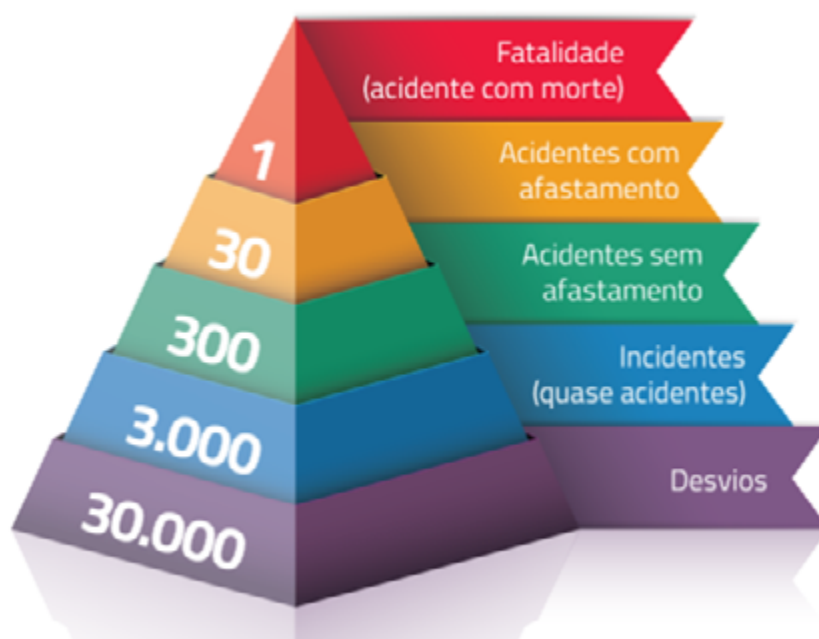 1
Fatalidade
(acidente com morte)
30
Acidentes com
afastamento
300
Acidentes sem
afastamento
3.000
Incidentes
(quase acidentes)
30.000
Desvios